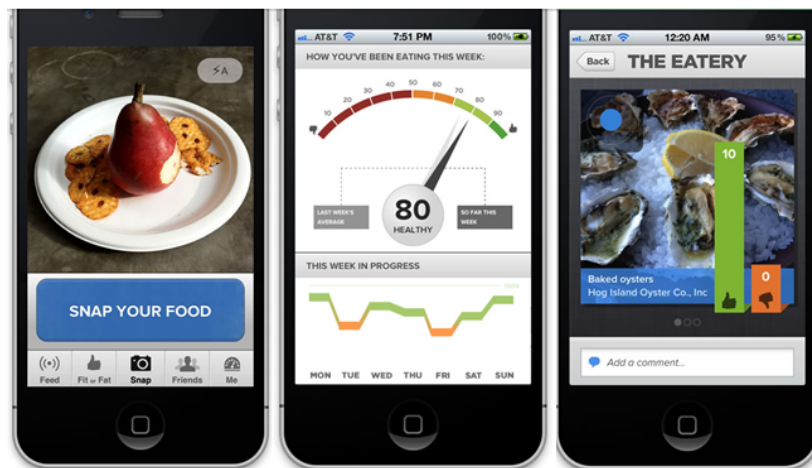 ⚡A
SNAP YOUR FOOD
Feed
Fit or Fat
Snap
Friends
Me
AT&T
7:51 PM
100%
HOW YOU'VE BEEN EATING THIS WEEK:
10
20
30
40
50
60
70
80
90
LAST WEEK'S
AVERAGE
80
HEALTHY
SO FAR THIS
WEEK
THIS WEEK IN PROGRESS
100%
MON TUE WED THU FRI SAT SUN
AT&T
12:20 AM
95%
Back
THE EATERY
10
0
Baked oysters
Hog Island Oyster Co., Inc
Add a comment...